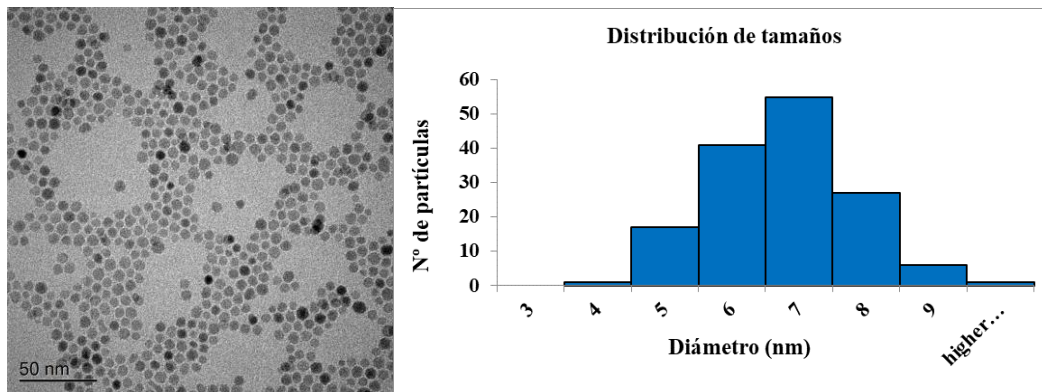 50 nm
Distribución de tamaños
Nº de partículas
60
50
40
30
20
10
0
3 4 5 6 7 8 9 higher...
Diámetro (nm)